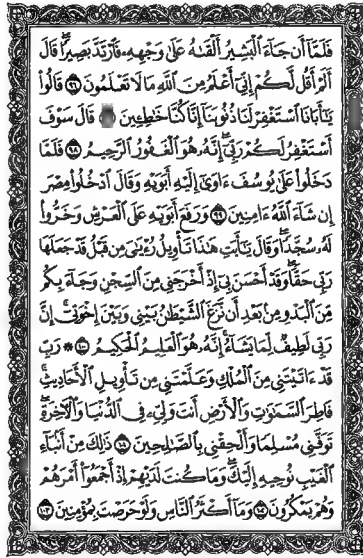 فَلَمَّآ أَن جَآءَ ٱلْبَشِيرُ أَلْقَىٰهُ عَلَىٰ وَجْهِهِۦ فَٱرْتَدَّ بَصِيرًا ۖ قَالَ
أَلَمْ أَقُل لَّكُمْ إِنِّىٓ أَعْلَمُ مِنَ ٱللَّهِ مَا لَا تَعْلَمُونَ ٩٦ قَالُوا۟
يَـٰٓأَبَانَا ٱسْتَغْفِرْ لَنَا ذُنُوبَنَآ إِنَّا كُنَّا خَـٰطِـِٔينَ قَالَ سَوْفَ
أَسْتَغْفِرُ لَكُمْ رَبِّىٓ ۖ إِنَّهُۥ هُوَ ٱلْغَفُورُ ٱلرَّحِيمُ ٩٨ فَلَمَّا
دَخَلُوا۟ عَلَىٰ يُوسُفَ ءَاوَىٰٓ إِلَيْهِ أَبَوَيْهِ وَقَالَ ٱدْخُلُوا۟ مِصْرَ
إِن شَآءَ ٱللَّهُ ءَامِنِينَ ٩٩ وَرَفَعَ أَبَوَيْهِ عَلَى ٱلْعَرْشِ وَخَرُّوا۟
لَهُۥ سُجَّدًا ۖ وَقَالَ يَـٰٓأَبَتِ هَـٰذَا تَأْوِيلُ رُءْيَـٰىَ مِن قَبْلُ قَدْ جَعَلَهَا
رَبِّى حَقًّا ۖ وَقَدْ أَحْسَنَ بِىٓ إِذْ أَخْرَجَنِى مِنَ ٱلسِّجْنِ وَجَآءَ بِكُم
مِّنَ ٱلْبَدْوِ مِنۢ بَعْدِ أَن نَّزَغَ ٱلشَّيْطَـٰنُ بَيْنِى وَبَيْنَ إِخْوَتِىٓ ۚ إِنَّ
رَبِّى لَطِيفٌ لِّمَا يَشَآءُ ۚ إِنَّهُۥ هُوَ ٱلْعَلِيمُ ٱلْحَكِيمُ ١٠٠ ۞ رَبِّ
قَدْ ءَاتَيْتَنِى مِنَ ٱلْمُلْكِ وَعَلَّمْتَنِى مِن تَأْوِيلِ ٱلْأَحَادِيثِ ۚ
فَاطِرَ ٱلسَّمَـٰوَٰتِ وَٱلْأَرْضِ أَنتَ وَلِىِّۦ فِى ٱلدُّنْيَا وَٱلْـَٔاخِرَةِ ۖ
تَوَفَّنِى مُسْلِمًا وَأَلْحِقْنِى بِٱلصَّـٰلِحِينَ ١٠١ ذَٰلِكَ مِنْ أَنۢبَآءِ
ٱلْغَيْبِ نُوحِيهِ إِلَيْكَ ۖ وَمَا كُنتَ لَدَيْهِمْ إِذْ أَجْمَعُوٓا۟ أَمْرَهُمْ
وَهُمْ يَمْكُرُونَ ١٠٢ وَمَآ أَكْثَرُ ٱلنَّاسِ وَلَوْ حَرَصْتَ بِمُؤْمِنِينَ ١٠٣